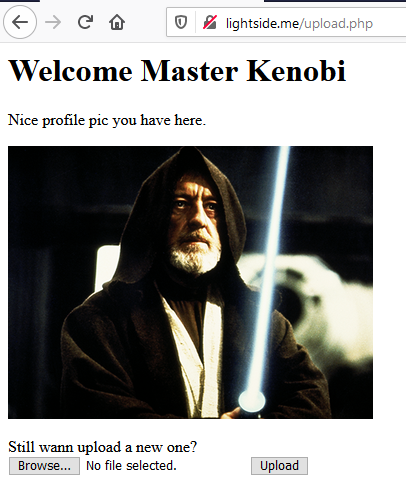 lightside.me/upload.php
Welcome Master Kenobi
Nice profile pic you have here.
Still wann upload a new one?
Browse... No file selected. Upload